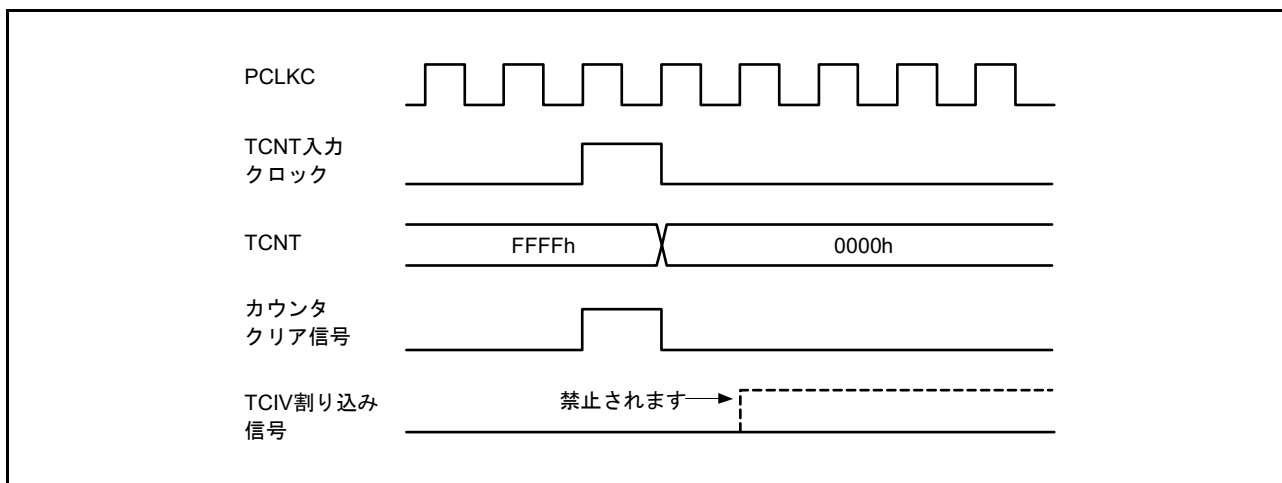 PCLKC
TCNT入力
クロック
TCNT
FFFFh
0000h
カウンタ
クリア信号
TCIV割り込み
信号
禁止されます